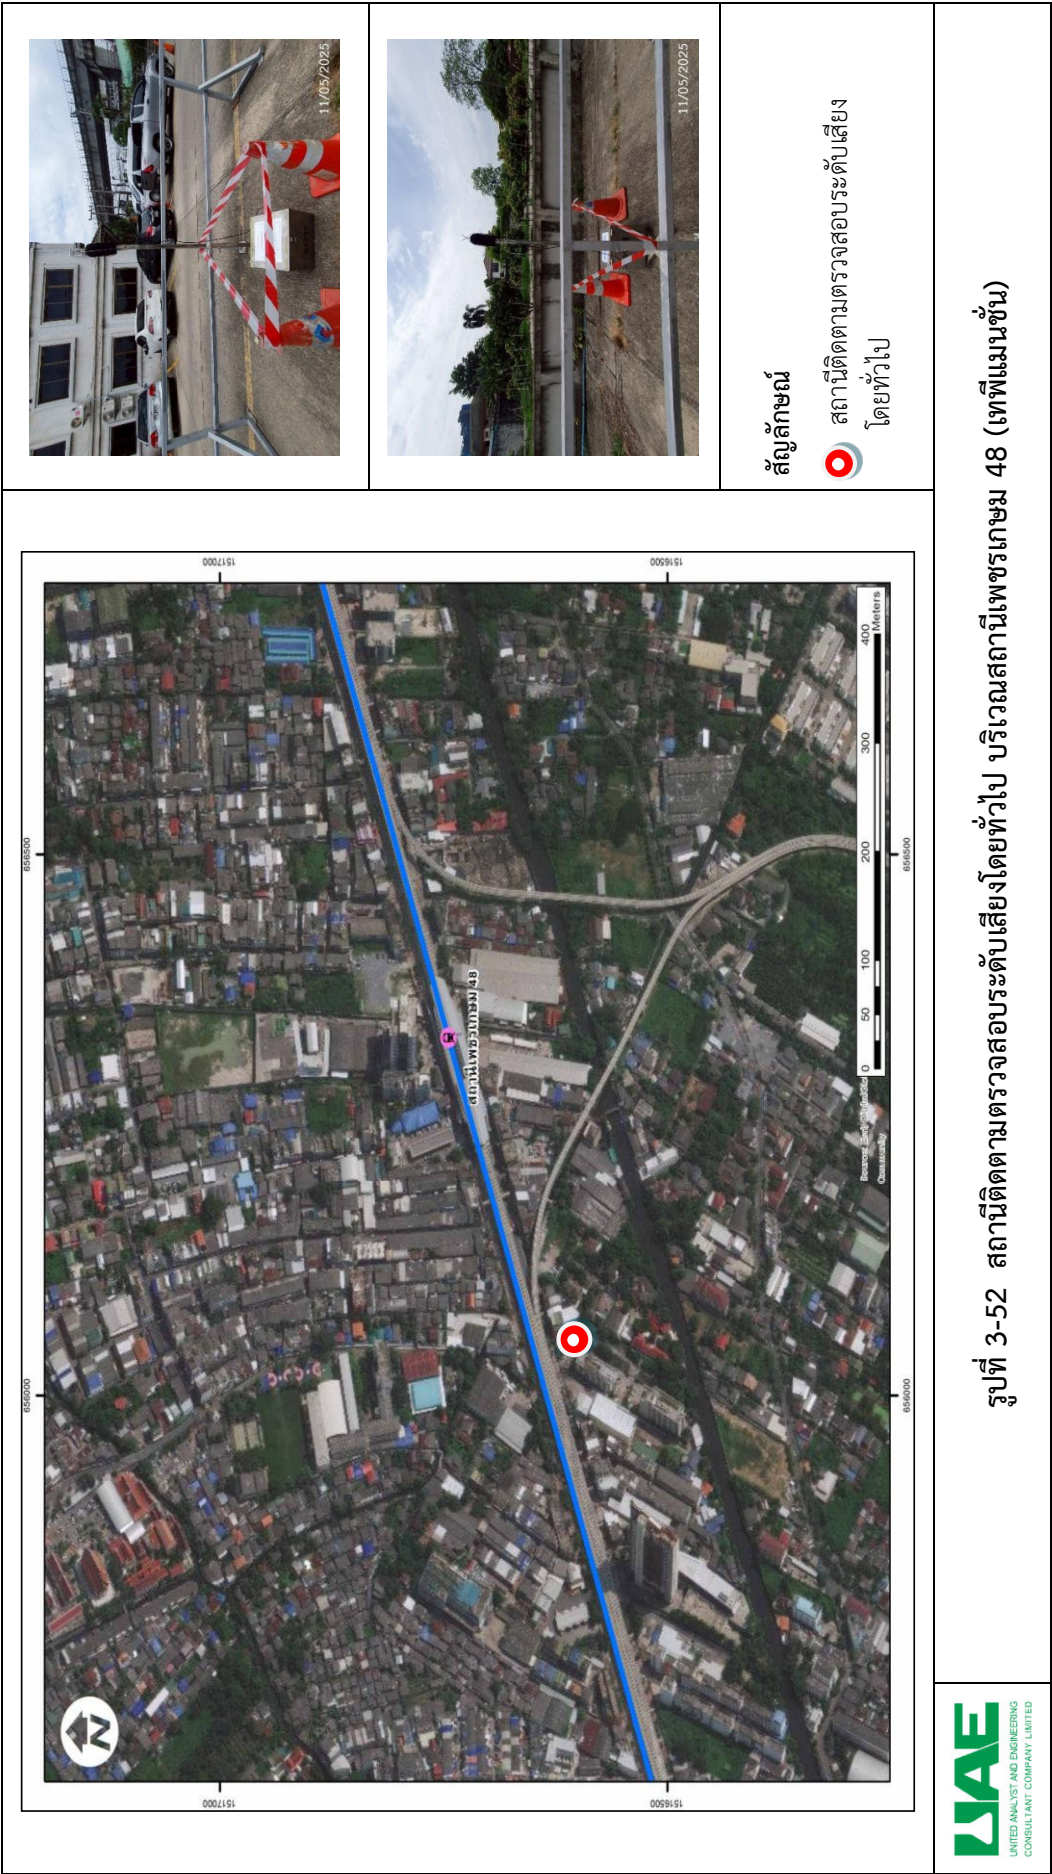 656000
656500
1517000
1517000
1516500
1516500
N
สถานีเพชรเกษม 48
0 50 100 200 300 400
Meters
Community
656000
656500
11/05/2025
11/05/2025
สัญลักษณ์
สถานีติดตามตรวจสอบระดับเสียง
โดยทั่วไป
UAE
UNITED ANALYST AND ENGINEERING
CONSULTANT COMPANY LIMITED
รูปที่ 3-52 สถานีติดตามตรวจสอบระดับเสียงโดยทั่วไป บริเวณสถานีเพชรเกษม 48 (เทพีแมนชั่น)